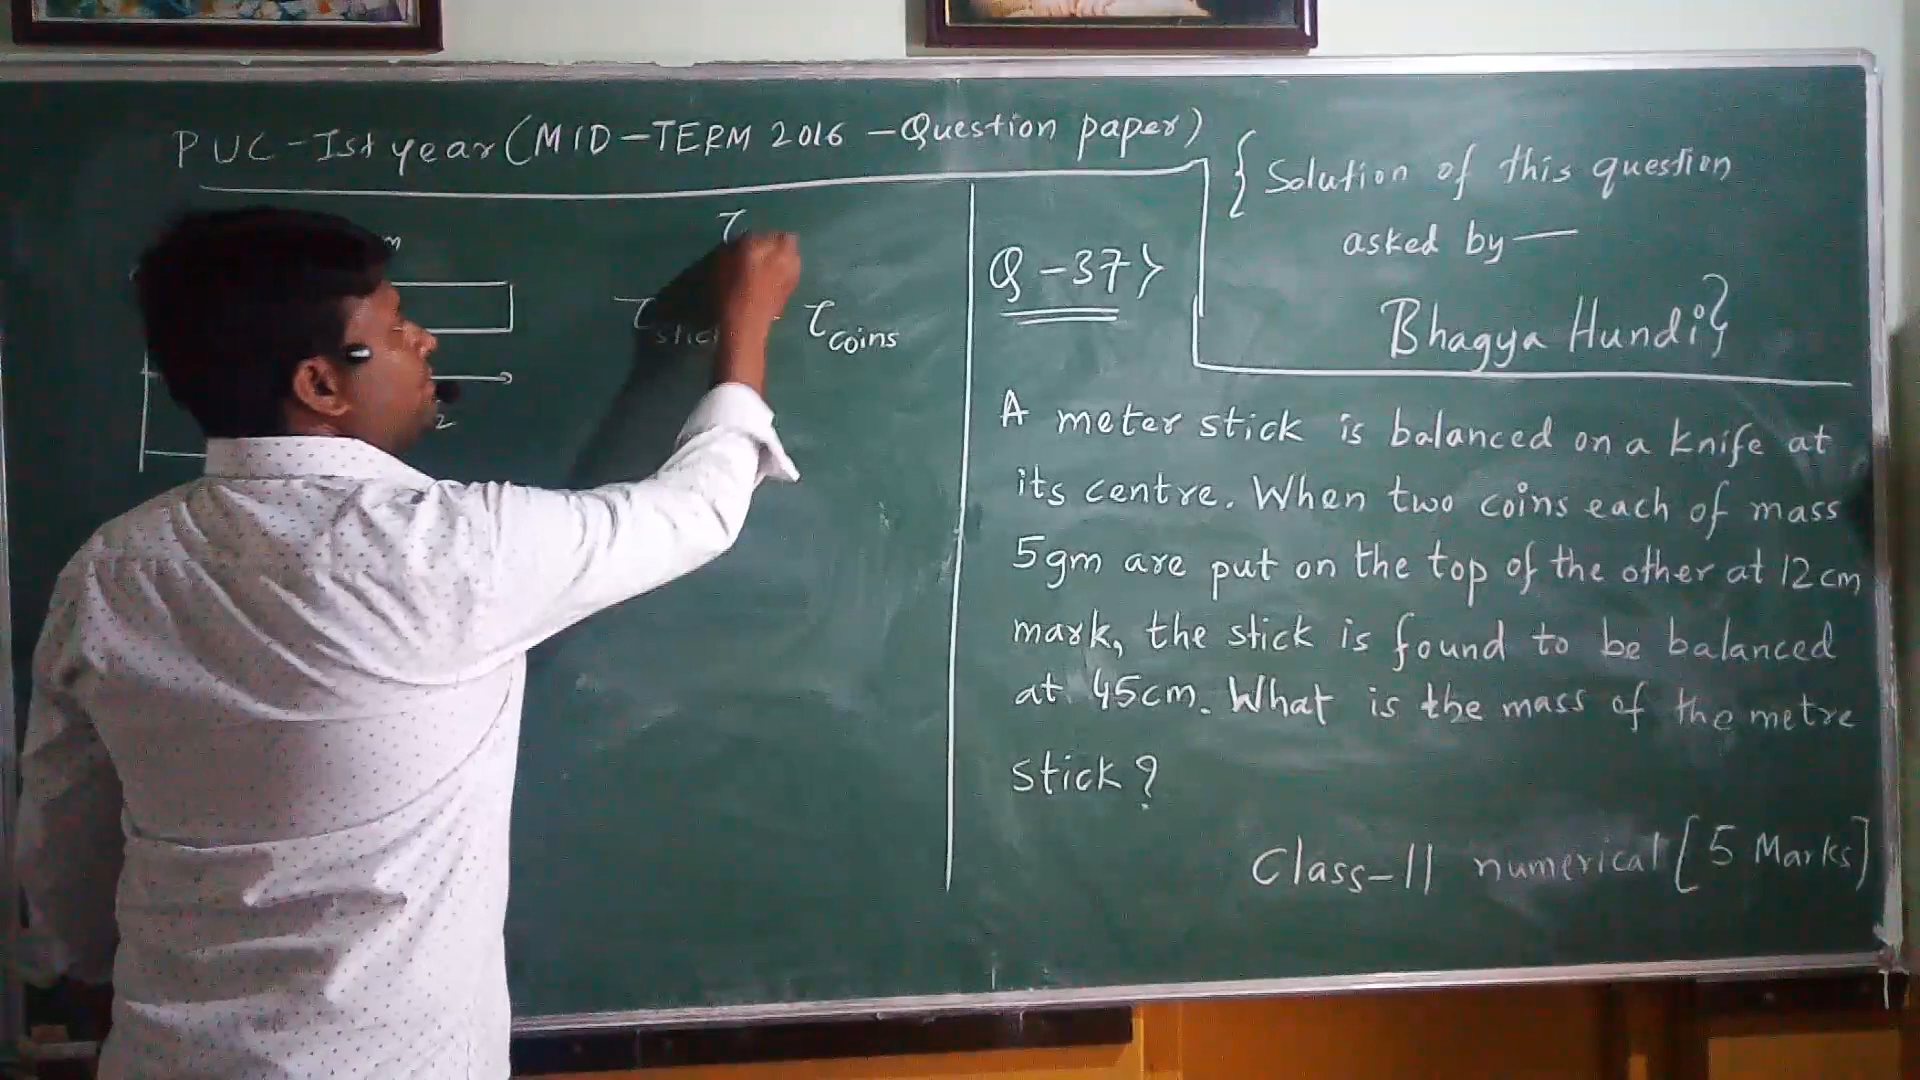 PUC-Ist year (MID-TERM 2016 - Question paper)
{ Solution of this question
asked by —
Bhagya Hundi }
m
2
τ
τ stick τ coins
Q-37>
A meter stick is balanced on a knife at
its centre. When two coins each of mass
5gm are put on the top of the other at 12cm
mark, the stick is found to be balanced
at 45cm. What is the mass of the metre
stick?
Class-11 numerical [5 Marks]